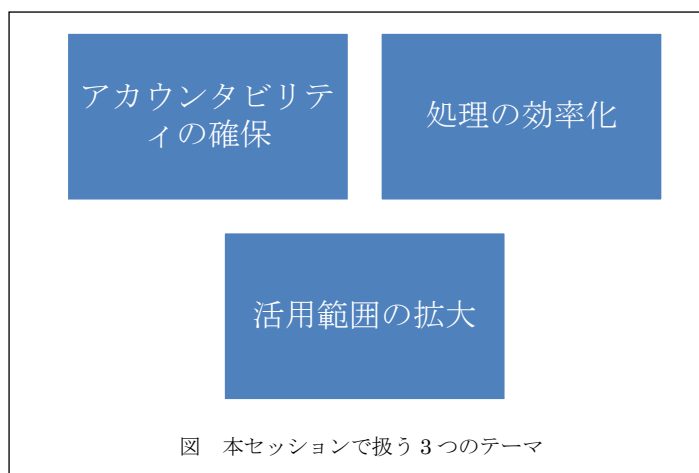 アカウンタビリテ
ィの確保
処理の効率化
活用範囲の拡大
図　本セッションで扱う 3 つのテーマ